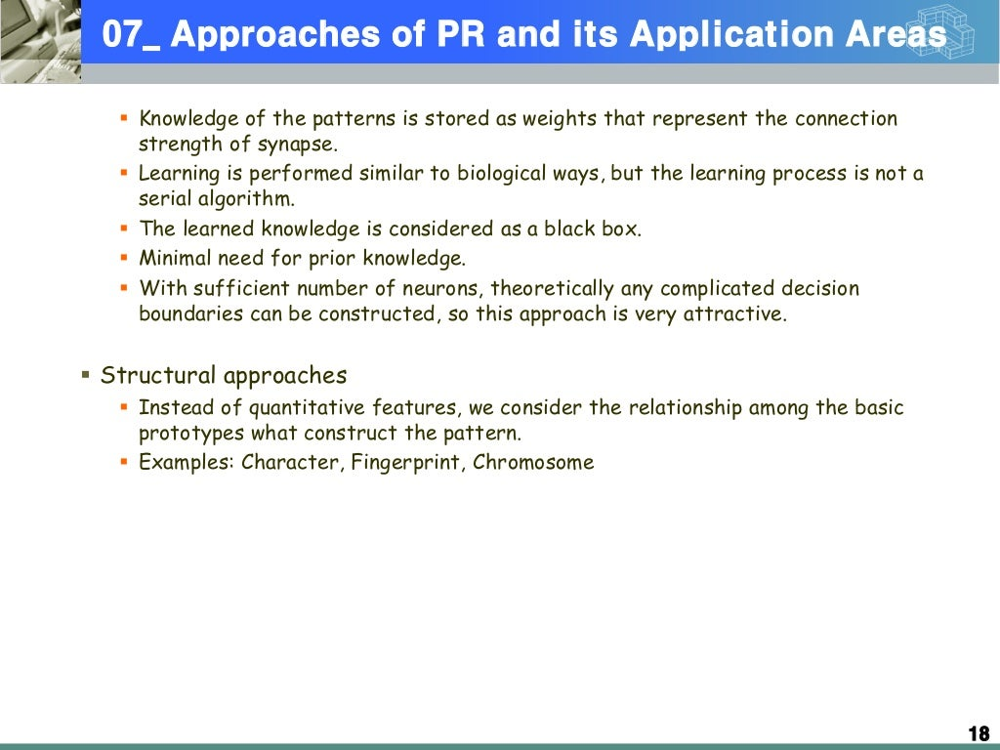 07_ Approaches of PR and its Application Areas
▪ Knowledge of the patterns is stored as weights that represent the connection
strength of synapse.
▪ Learning is performed similar to biological ways, but the learning process is not a
serial algorithm.
▪ The learned knowledge is considered as a black box.
▪ Minimal need for prior knowledge.
▪ With sufficient number of neurons, theoretically any complicated decision
boundaries can be constructed, so this approach is very attractive.
▪ Structural approaches
▪ Instead of quantitative features, we consider the relationship among the basic
prototypes what construct the pattern.
▪ Examples: Character, Fingerprint, Chromosome
18